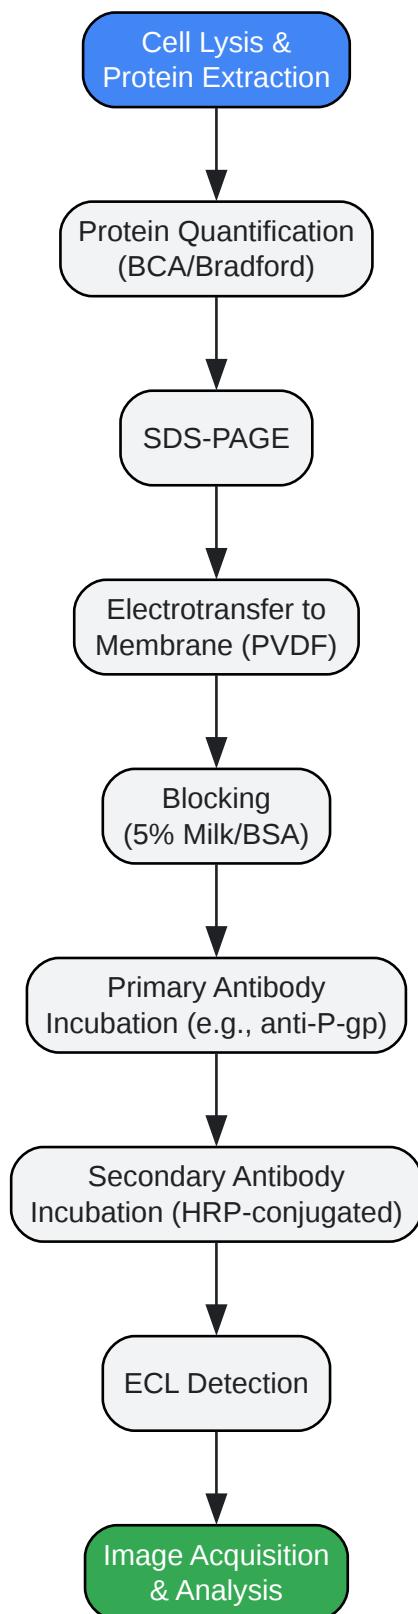 Cell Lysis &
Protein Extraction
Protein Quantification
(BCA/Bradford)
SDS-PAGE
Electrotransfer to
Membrane (PVDF)
Blocking
(5% Milk/BSA)
Primary Antibody
Incubation (e.g., anti-P-gp)
Secondary Antibody
Incubation (HRP-conjugated)
ECL Detection
Image Acquisition
& Analysis